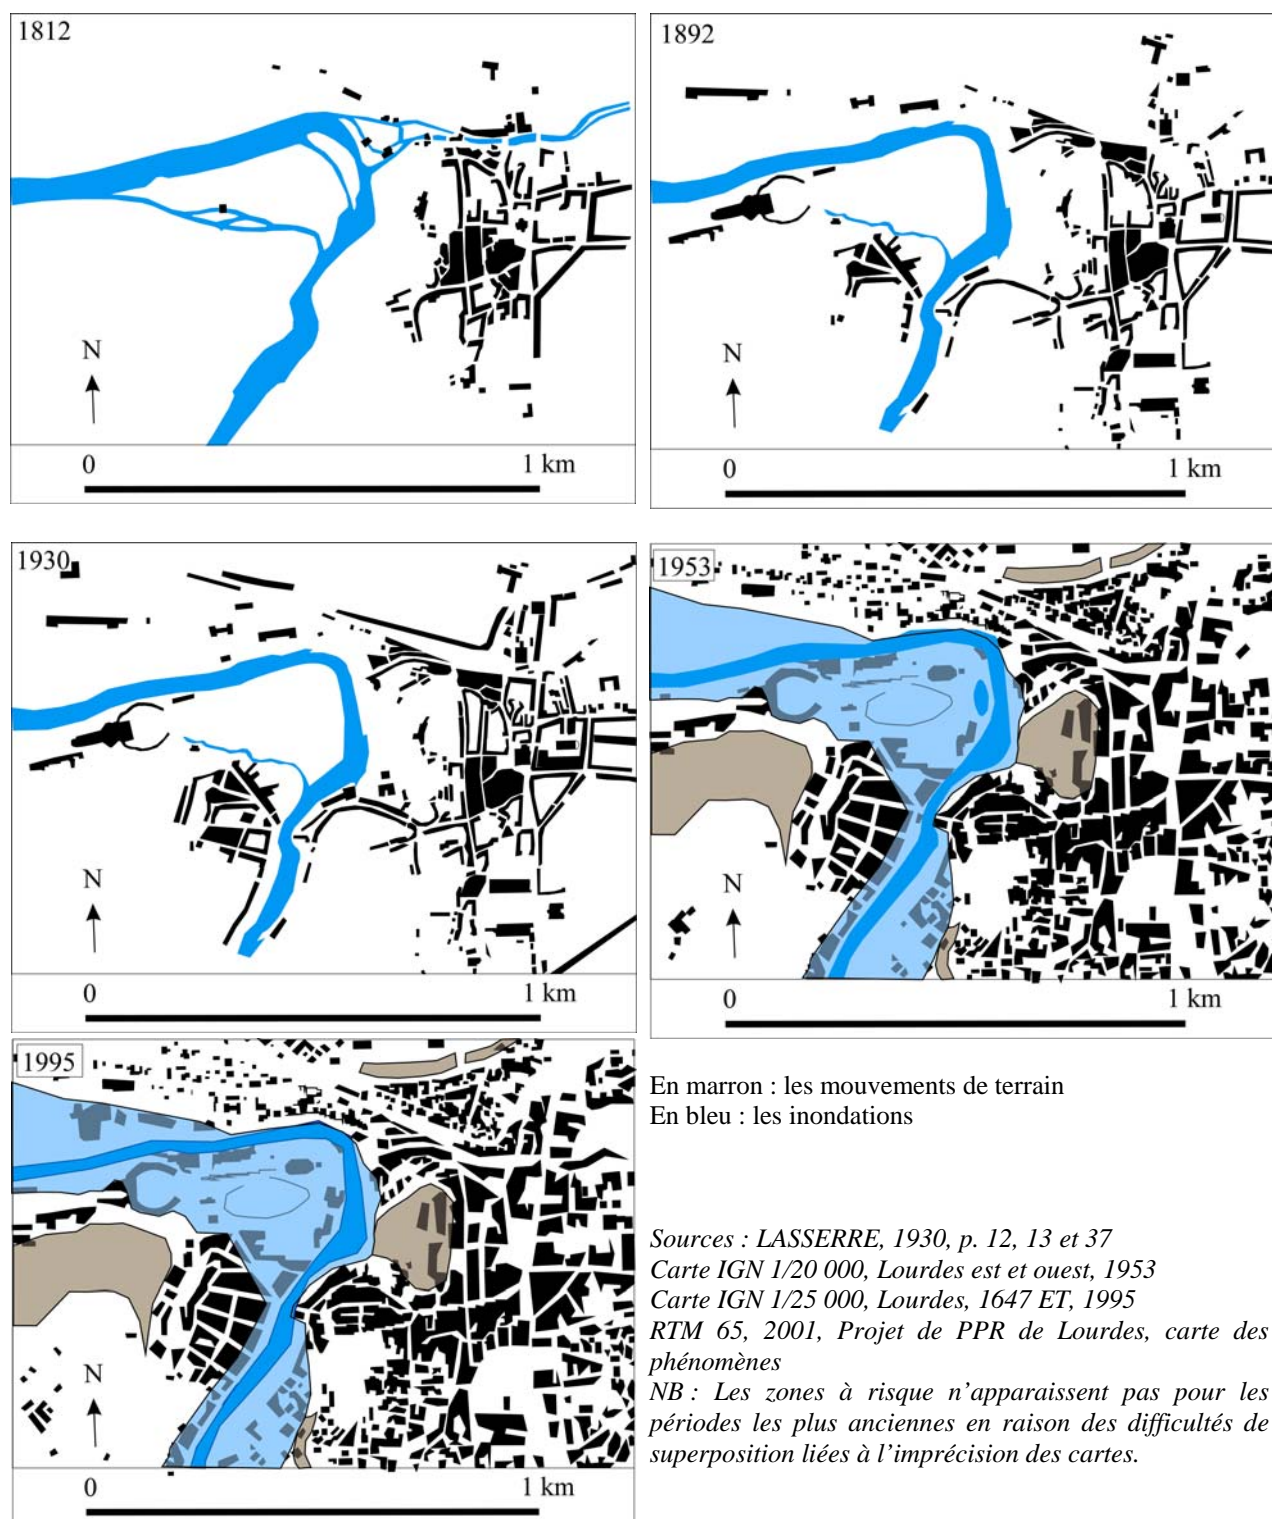 1812
N
0 1 km
1892
N
0 1 km
1930
N
0 1 km
1953
N
0 1 km
1995
N
0 1 km
En marron : les mouvements de terrain
En bleu : les inondations
Sources : LASSERRE, 1930, p. 12, 13 et 37
Carte IGN 1/20 000, Lourdes est et ouest, 1953
Carte IGN 1/25 000, Lourdes, 1647 ET, 1995
RTM 65, 2001, Projet de PPR de Lourdes, carte des
phénomènes
NB : Les zones à risque n’apparaissent pas pour les
périodes les plus anciennes en raison des difficultés de
superposition liées à l’imprécision des cartes.